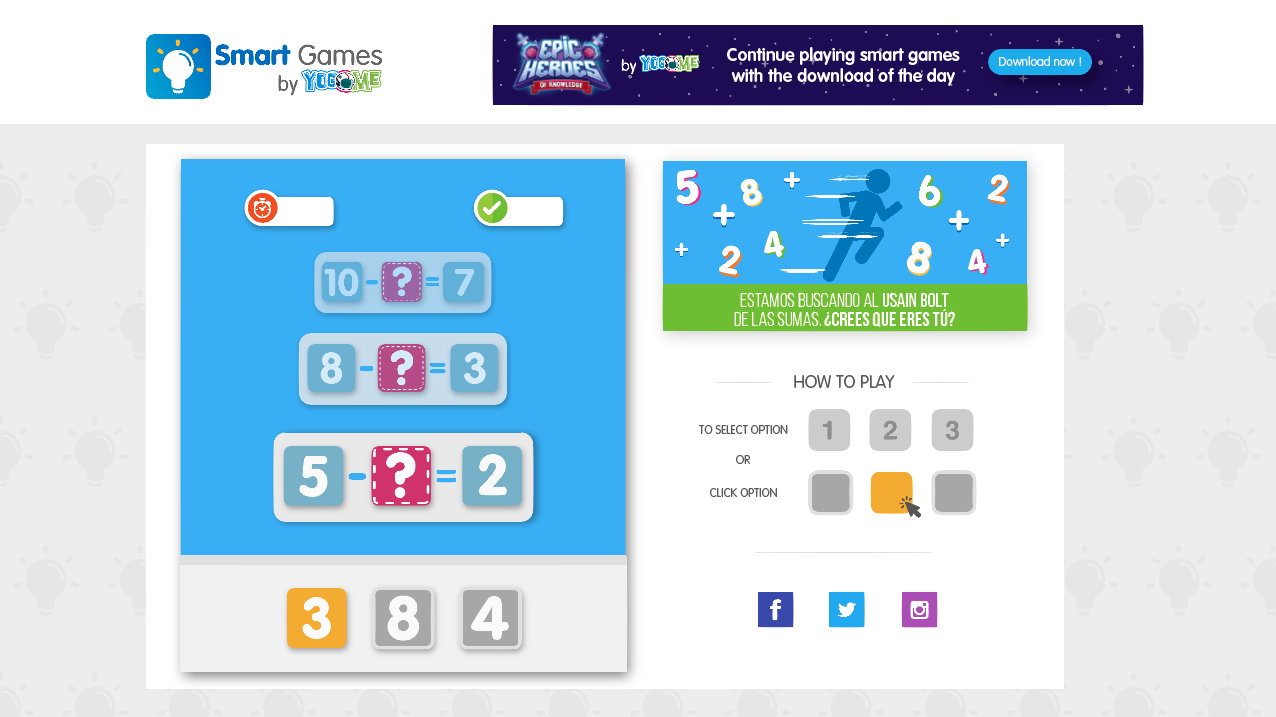 Smart Games
by YOGOME
EPIC
HEROES
OF KNOWLEDGE
by YOGOME
Continue playing smart games
with the download of the day
Download now !
10 - ? = 7
8 - ? = 3
5 - ? = 2
3 8 4
5 8 + 6 2
+ +
+ 2 4 8 4 +
ESTAMOS BUSCANDO AL USAIN BOLT
DE LAS SUMAS. ¿CREES QUE ERES TÚ?
HOW TO PLAY
TO SELECT OPTION 1 2 3
OR
CLICK OPTION